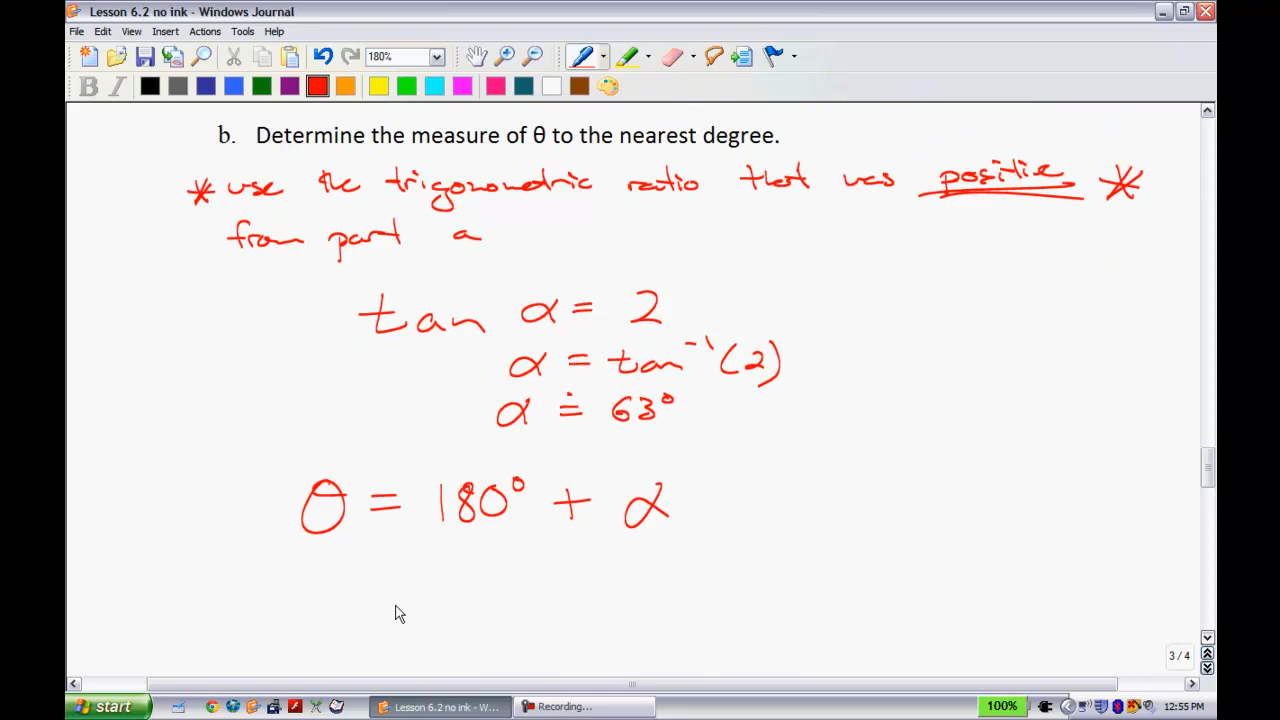 Lesson 6.2 no ink - Windows Journal
File Edit View Insert Actions Tools Help
180%
B I
b. Determine the measure of θ to the nearest degree.
* use the trigonometric ratio that was positive *
from part a
tan α = 2
α = tan⁻¹(2)
α ≐ 63°
θ = 180° + α
3 / 4
start
Lesson 6.2 no ink - W...
Recording...
100%
12:55 PM